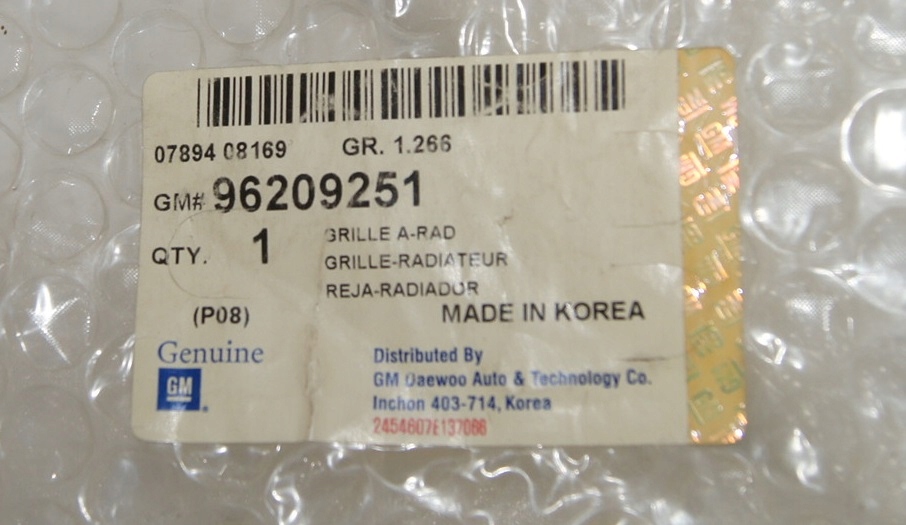 07894 08169 GR. 1.266
GM# 96209251
QTY. 1 GRILLE A-RAD
GRILLE-RADIATEUR
REJA-RADIADOR
(P08) MADE IN KOREA
Genuine
GM
Distributed By
GM Daewoo Auto & Technology Co.
Inchon 403-714, Korea